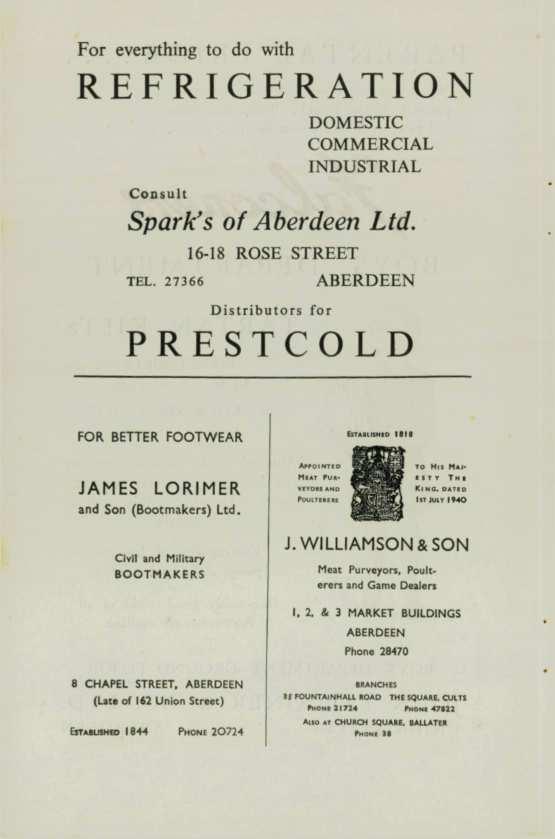 For everything to do with
REFRIGERATION
DOMESTIC
COMMERCIAL
INDUSTRIAL
Consult
Spark's of Aberdeen Ltd.
16-18 ROSE STREET
TEL. 27366 ABERDEEN
Distributors for
PRESTCOLD
FOR BETTER FOOTWEAR
JAMES LORIMER
and Son (Bootmakers) Ltd.
Civil and Military
BOOTMAKERS
8 CHAPEL STREET, ABERDEEN
(Late of 162 Union Street)
ESTABLISHED 1844 PHONE 20724
ESTABLISHED 1818
APPOINTED
MEAT PUR-
VEYORS AND
POULTERERS
TO HIS MAJ-
ESTY THE
KING, DATED
1ST JULY 1940
J. WILLIAMSON & SON
Meat Purveyors, Poult-
erers and Game Dealers
1, 2, & 3 MARKET BUILDINGS
ABERDEEN
Phone 28470
BRANCHES
35 FOUNTAINHALL ROAD THE SQUARE, CULTS
PHONE 21724 PHONE 47822
ALSO AT CHURCH SQUARE, BALLATER
PHONE 38